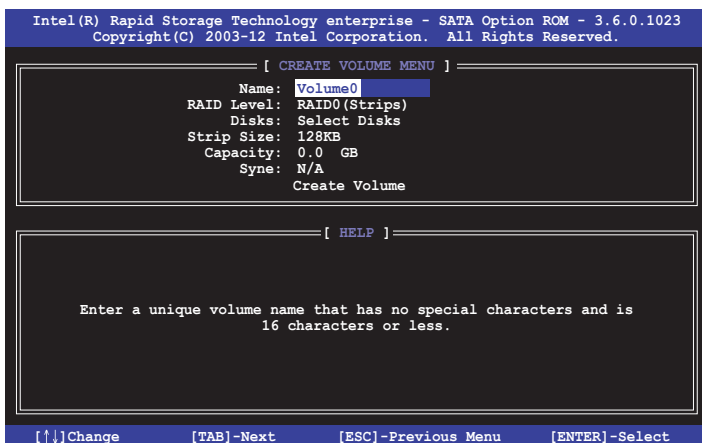 Intel(R) Rapid Storage Technology enterprise - SATA Option ROM - 3.6.0.1023
Copyright(C) 2003-12 Intel Corporation. All Rights Reserved.
[ CREATE VOLUME MENU ]
Name: Volume0
RAID Level: RAID0(Strips)
Disks: Select Disks
Strip Size: 128KB
Capacity: 0.0 GB
Syne: N/A
Create Volume
[ HELP ]
Enter a unique volume name that has no special characters and is
16 characters or less.
[↑↓]Change [TAB]-Next [ESC]-Previous Menu [ENTER]-Select